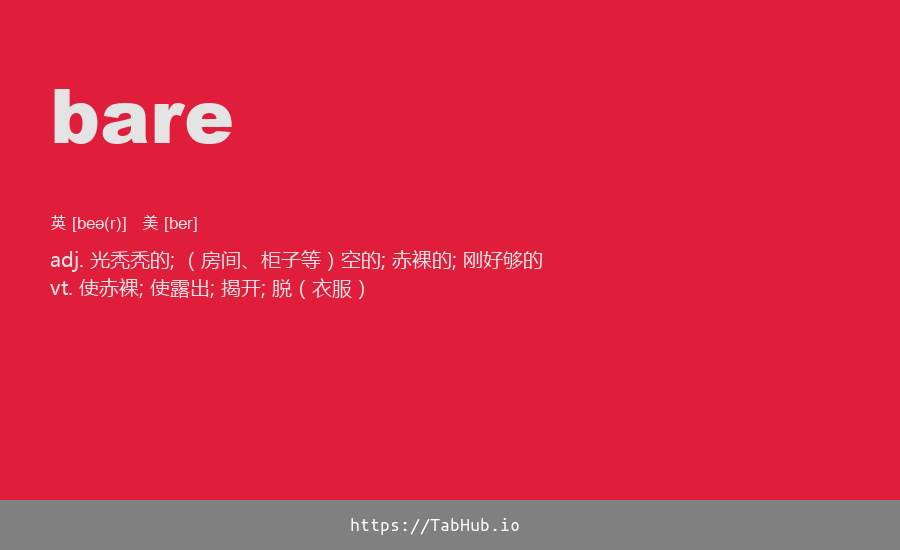 bare
英 [beə(r)] 美 [ber]
adj. 光秃秃的; （房间、柜子等）空的; 赤裸的; 刚好够的
vt. 使赤裸; 使露出; 揭开; 脱（衣服）
https://TabHub.io